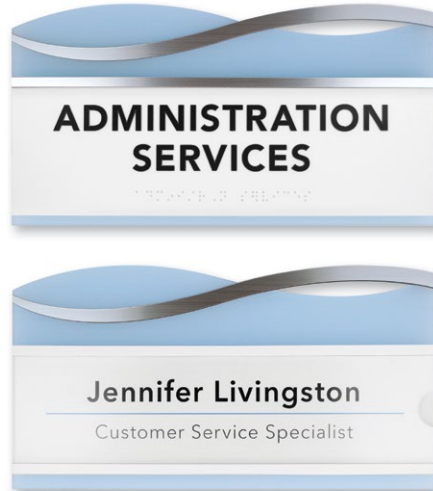 ADMINISTRATION
SERVICES
Jennifer Livingston
Customer Service Specialist